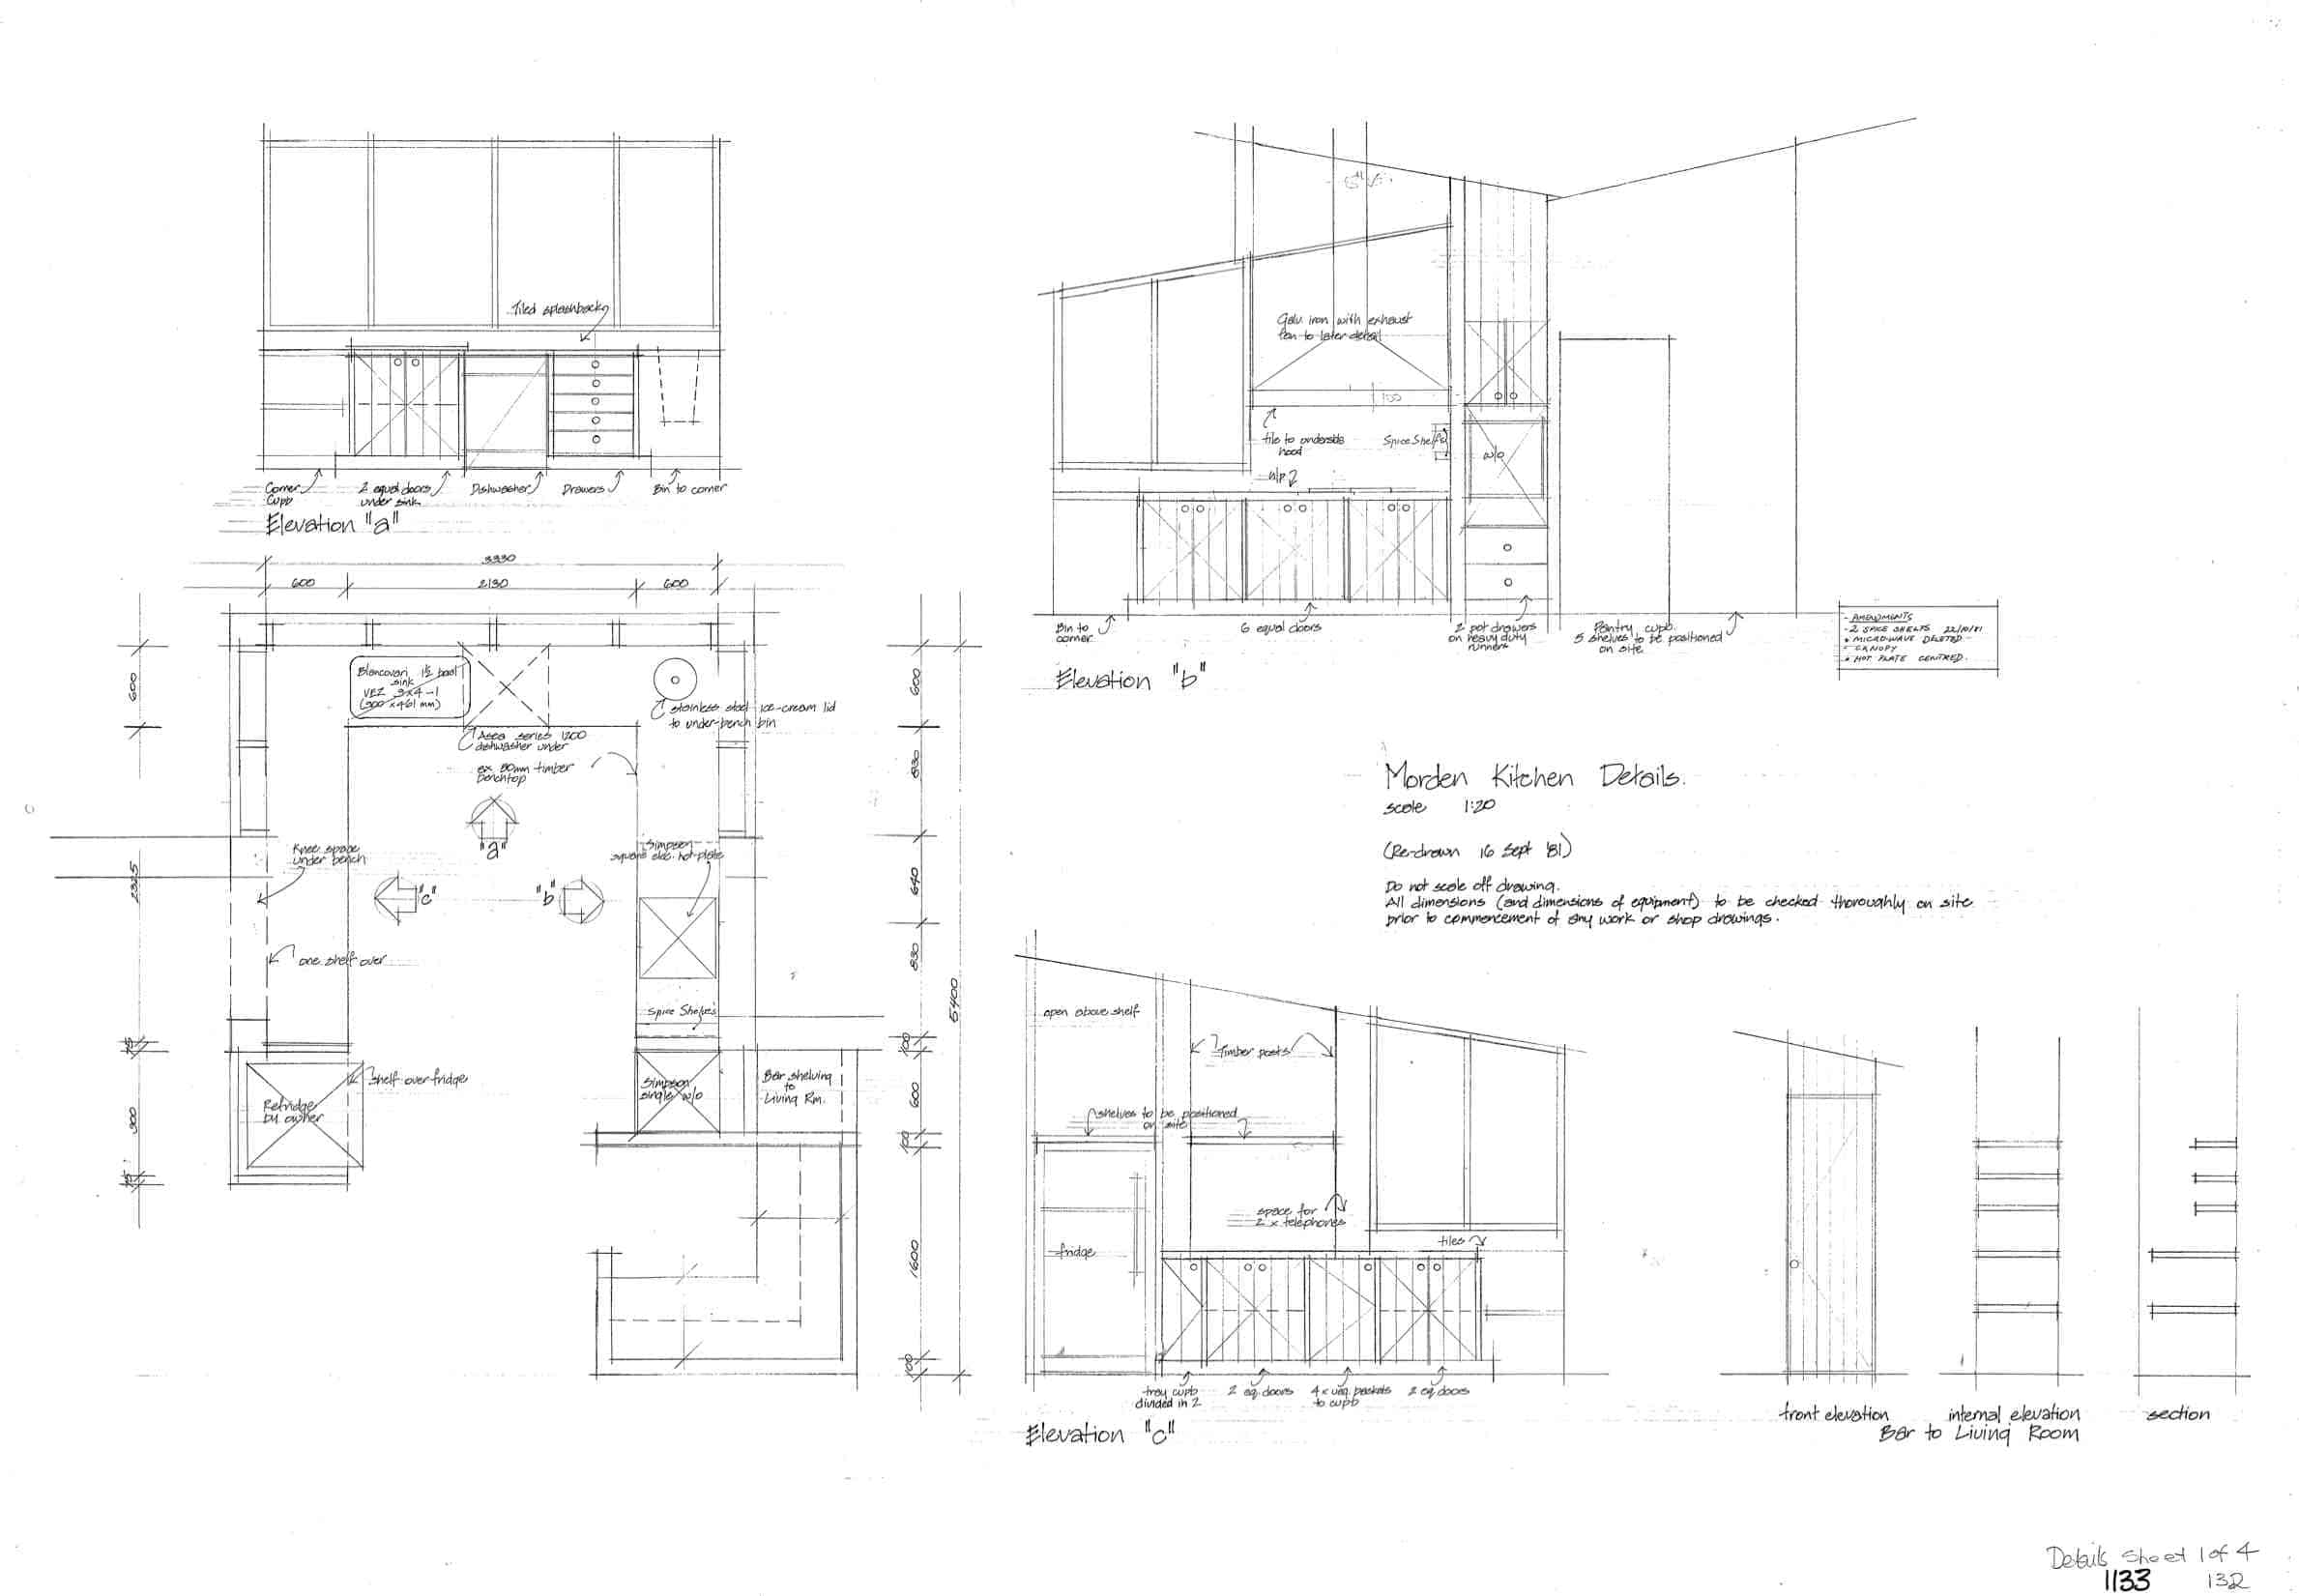 Tiled splashback
Corner
Cupb
2 equal doors
under sink
Dishwasher
Drawers
Bin to corner
Elevation "a"
3330
600
2130
600
Galv. iron with exhaust
fan to later detail
100
tile to underside
hood
Spice Shelfs
h/p 2
w/o
Bin to
corner
6 equal doors
2 pot drawers
on heavy duty
runners
Pantry cupb.
5 shelves to be positioned
on site
Elevation "b"
- AMENDMENTS
- 2 SPICE SHELFS 22/10/81
• MICROWAVE DELETED -
- CANOPY
• HOT PLATE CENTRED.
600
2325
75
900
75
1½ bowl
sink
VEZ 3x4-1
(900 x 461 mm)
stainless steel ice-cream lid
to under-bench bin
Asea series 1200
dishwasher under
ex 50mm timber
benchtop
"a"
"c"
"b"
Knee space
under bench
Simpson
square elec. hot-plate
one shelf over
Spice Shelves
shelf over fridge
Refridge
by owner
Simpson
single w/o
Bar shelving
to
Living Rm.
600
830
640
830
100
600
100
1600
100
5400
Morden Kitchen Details.
scale 1:20
(Re-drawn 16 Sept '81)
Do not scale off drawing.
All dimensions (and dimensions of equipment) to be checked thoroughly on site
prior to commencement of any work or shop drawings.
open above shelf
Timber posts
shelves to be positioned
on site
space for
2 x telephones
tiles
fridge
tray cupb
divided in 2
2 eq. doors
4 x veg. baskets
to cupb
2 eq. doors
Elevation "c"
front elevation
internal elevation
section
Bar to Living Room
Details Sheet 1 of 4
1133
132